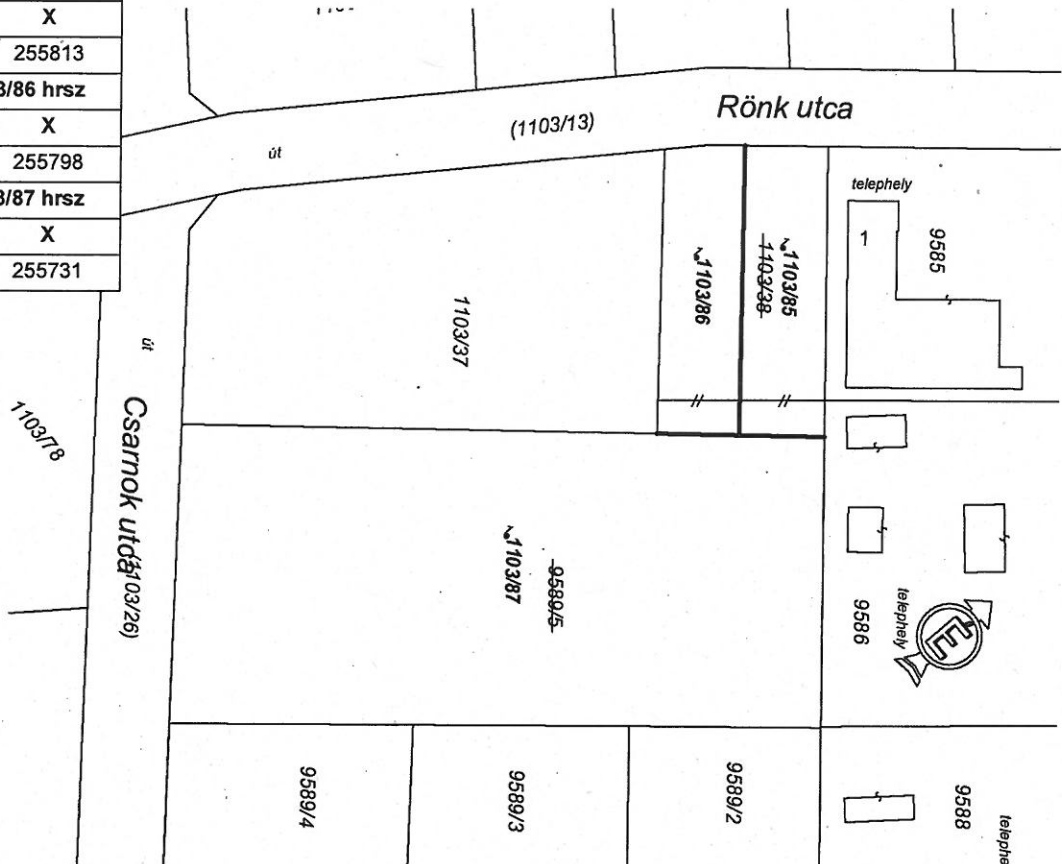 X
255813
3/86 hrsz
X
255798
3/87 hrsz
X
255731
Rönk utca
(1103/13)
út
telephely
1
9585
1103/85
1103/38
1103/86
1103/37
út
Csarnok utca
(1103/26)
1103/78
1103/87
9589/5
telephely
9586
É
9589/4
9589/3
9589/2
9588